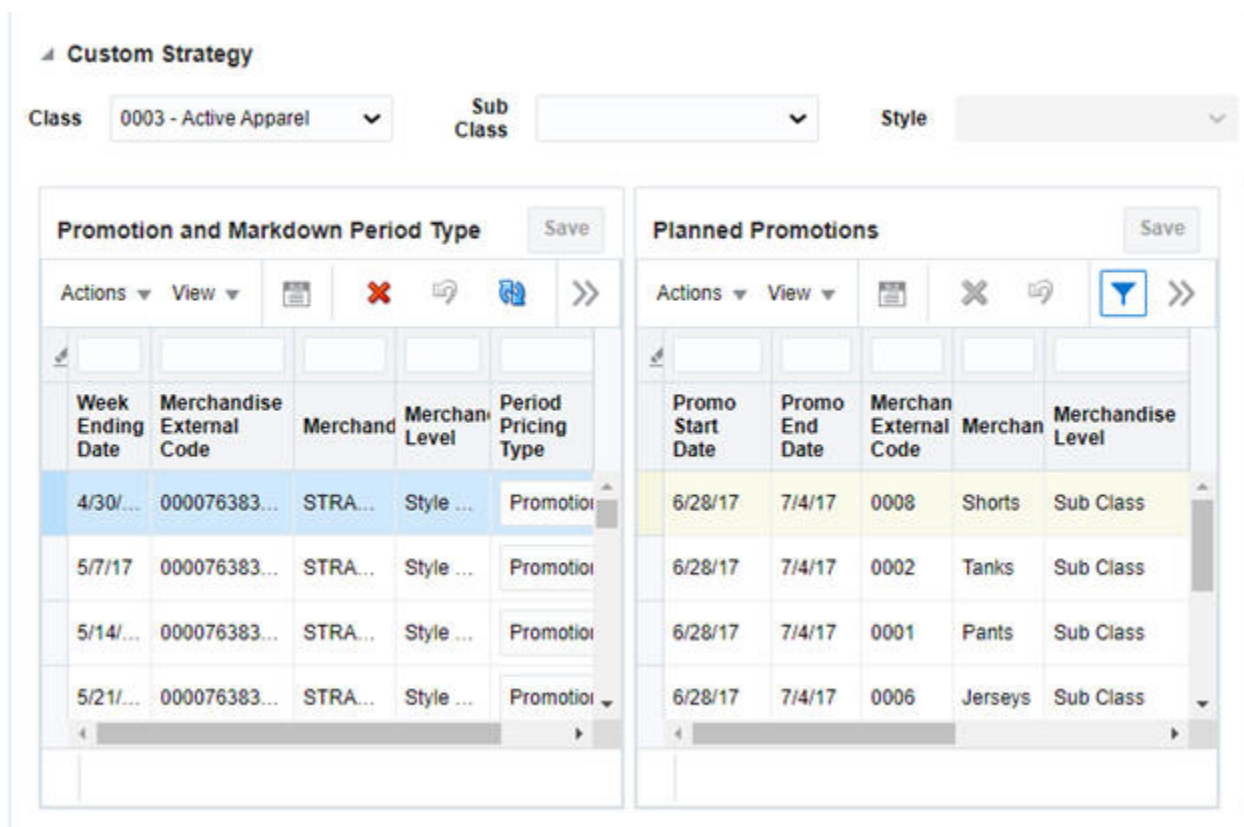 Custom Strategy
Class 0003 - Active Apparel Sub Class Style
Promotion and Markdown Period Type Save
Actions View
Week Ending Date Merchandise External Code Merchand Merchan Level Period Pricing Type
4/30/... 000076383... STRA... Style ... Promotion
5/7/17 000076383... STRA... Style ... Promotion
5/14/... 000076383... STRA... Style ... Promotion
5/21/... 000076383... STRA... Style ... Promotion
Planned Promotions Save
Actions View
Promo Start Date Promo End Date Merchan External Code Merchan Merchandise Level
6/28/17 7/4/17 0008 Shorts Sub Class
6/28/17 7/4/17 0002 Tanks Sub Class
6/28/17 7/4/17 0001 Pants Sub Class
6/28/17 7/4/17 0006 Jerseys Sub Class